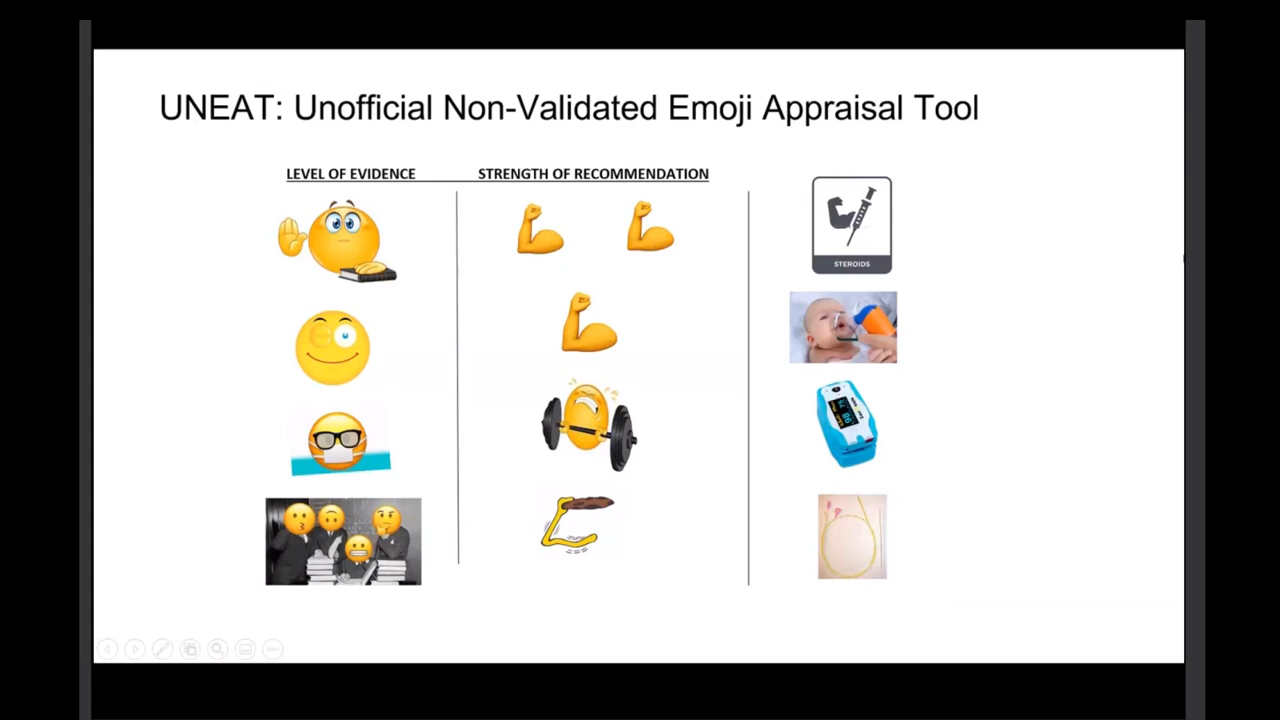 UNEAT: Unofficial Non-Validated Emoji Appraisal Tool
LEVEL OF EVIDENCE
STRENGTH OF RECOMMENDATION
STEROIDS